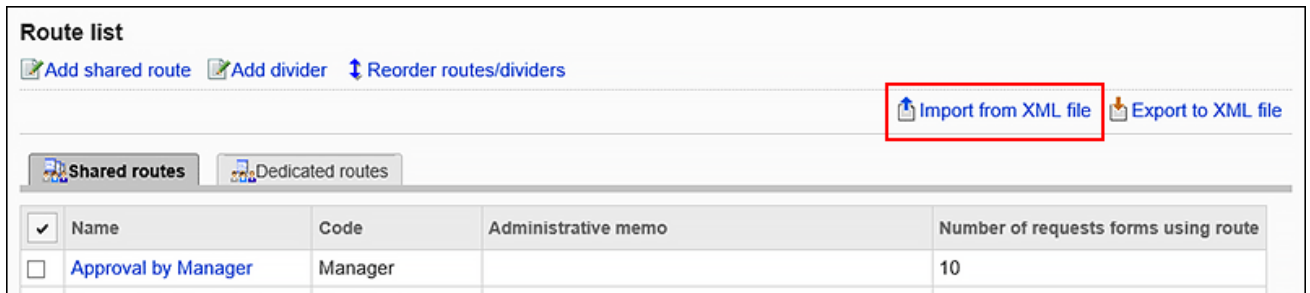 Route list
Add shared route Add divider Reorder routes/dividers
Import from XML file Export to XML file
Shared routes Dedicated routes
Name Code Administrative memo Number of requests forms using route
Approval by Manager Manager 10